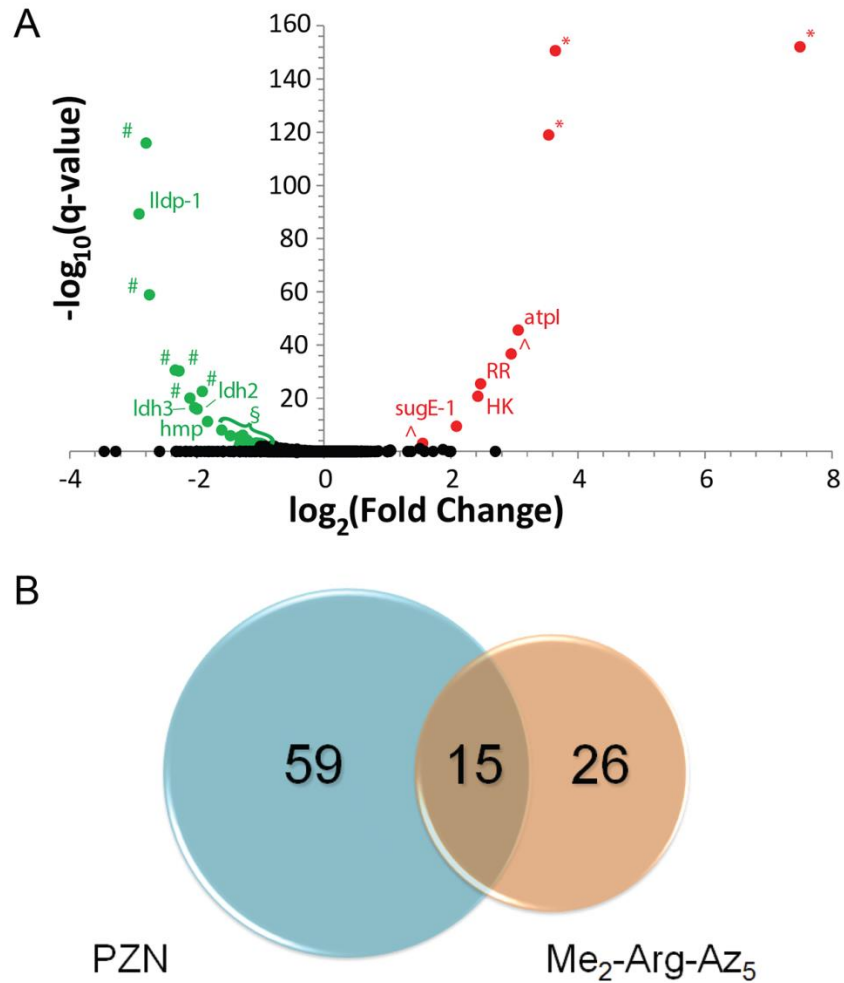 A
-log10(q-value)
160
140
120
100
80
60
40
20
-4 -2 0 2 4 6 8
log2(Fold Change)
* *
*
#
lldp-1
#
# #
#
#
ldh3 ldh2
hmp §
atpI
^
RR
HK
sugE-1
^
B
59 15 26
PZN Me2-Arg-Az5